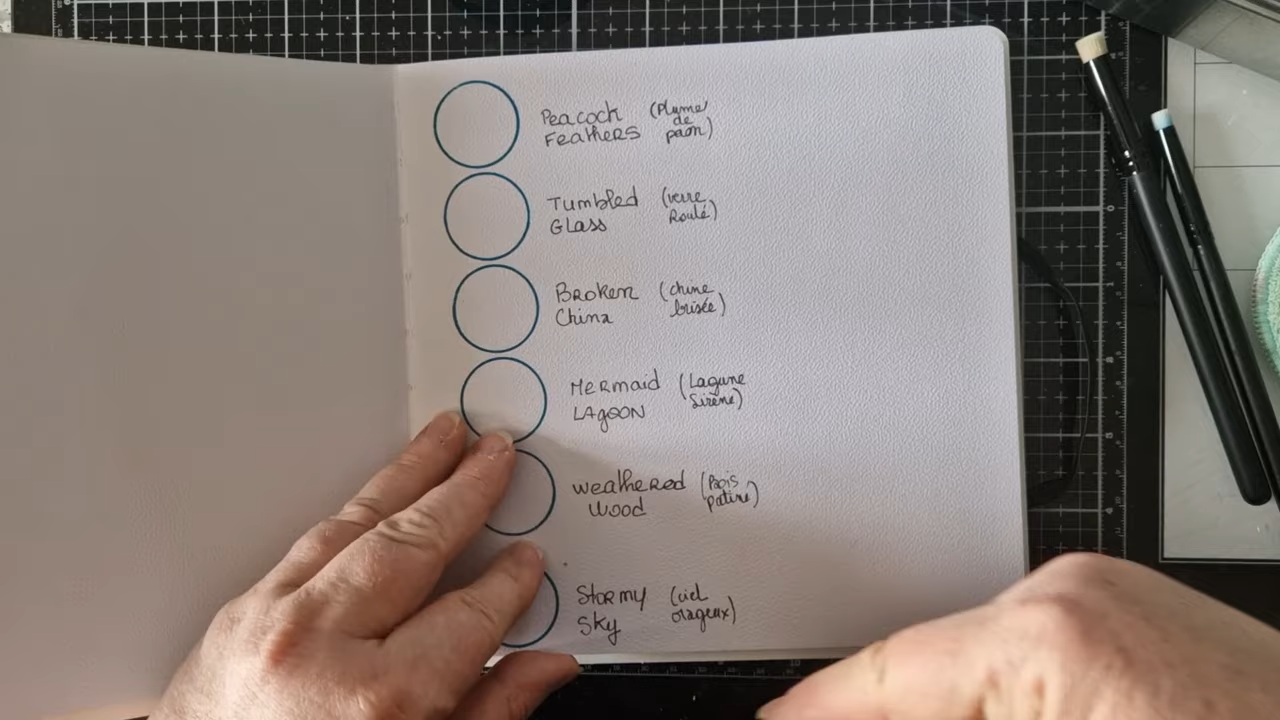 Peacock (Plume
Feathers de
paon)
Tumbled (verre
Glass Roulé)
Broken (chine
China brisée)
Mermaid (Lagune
Lagoon Sirène)
weathered (Bois
wood patiné)
Stormy (ciel
Sky orageux)